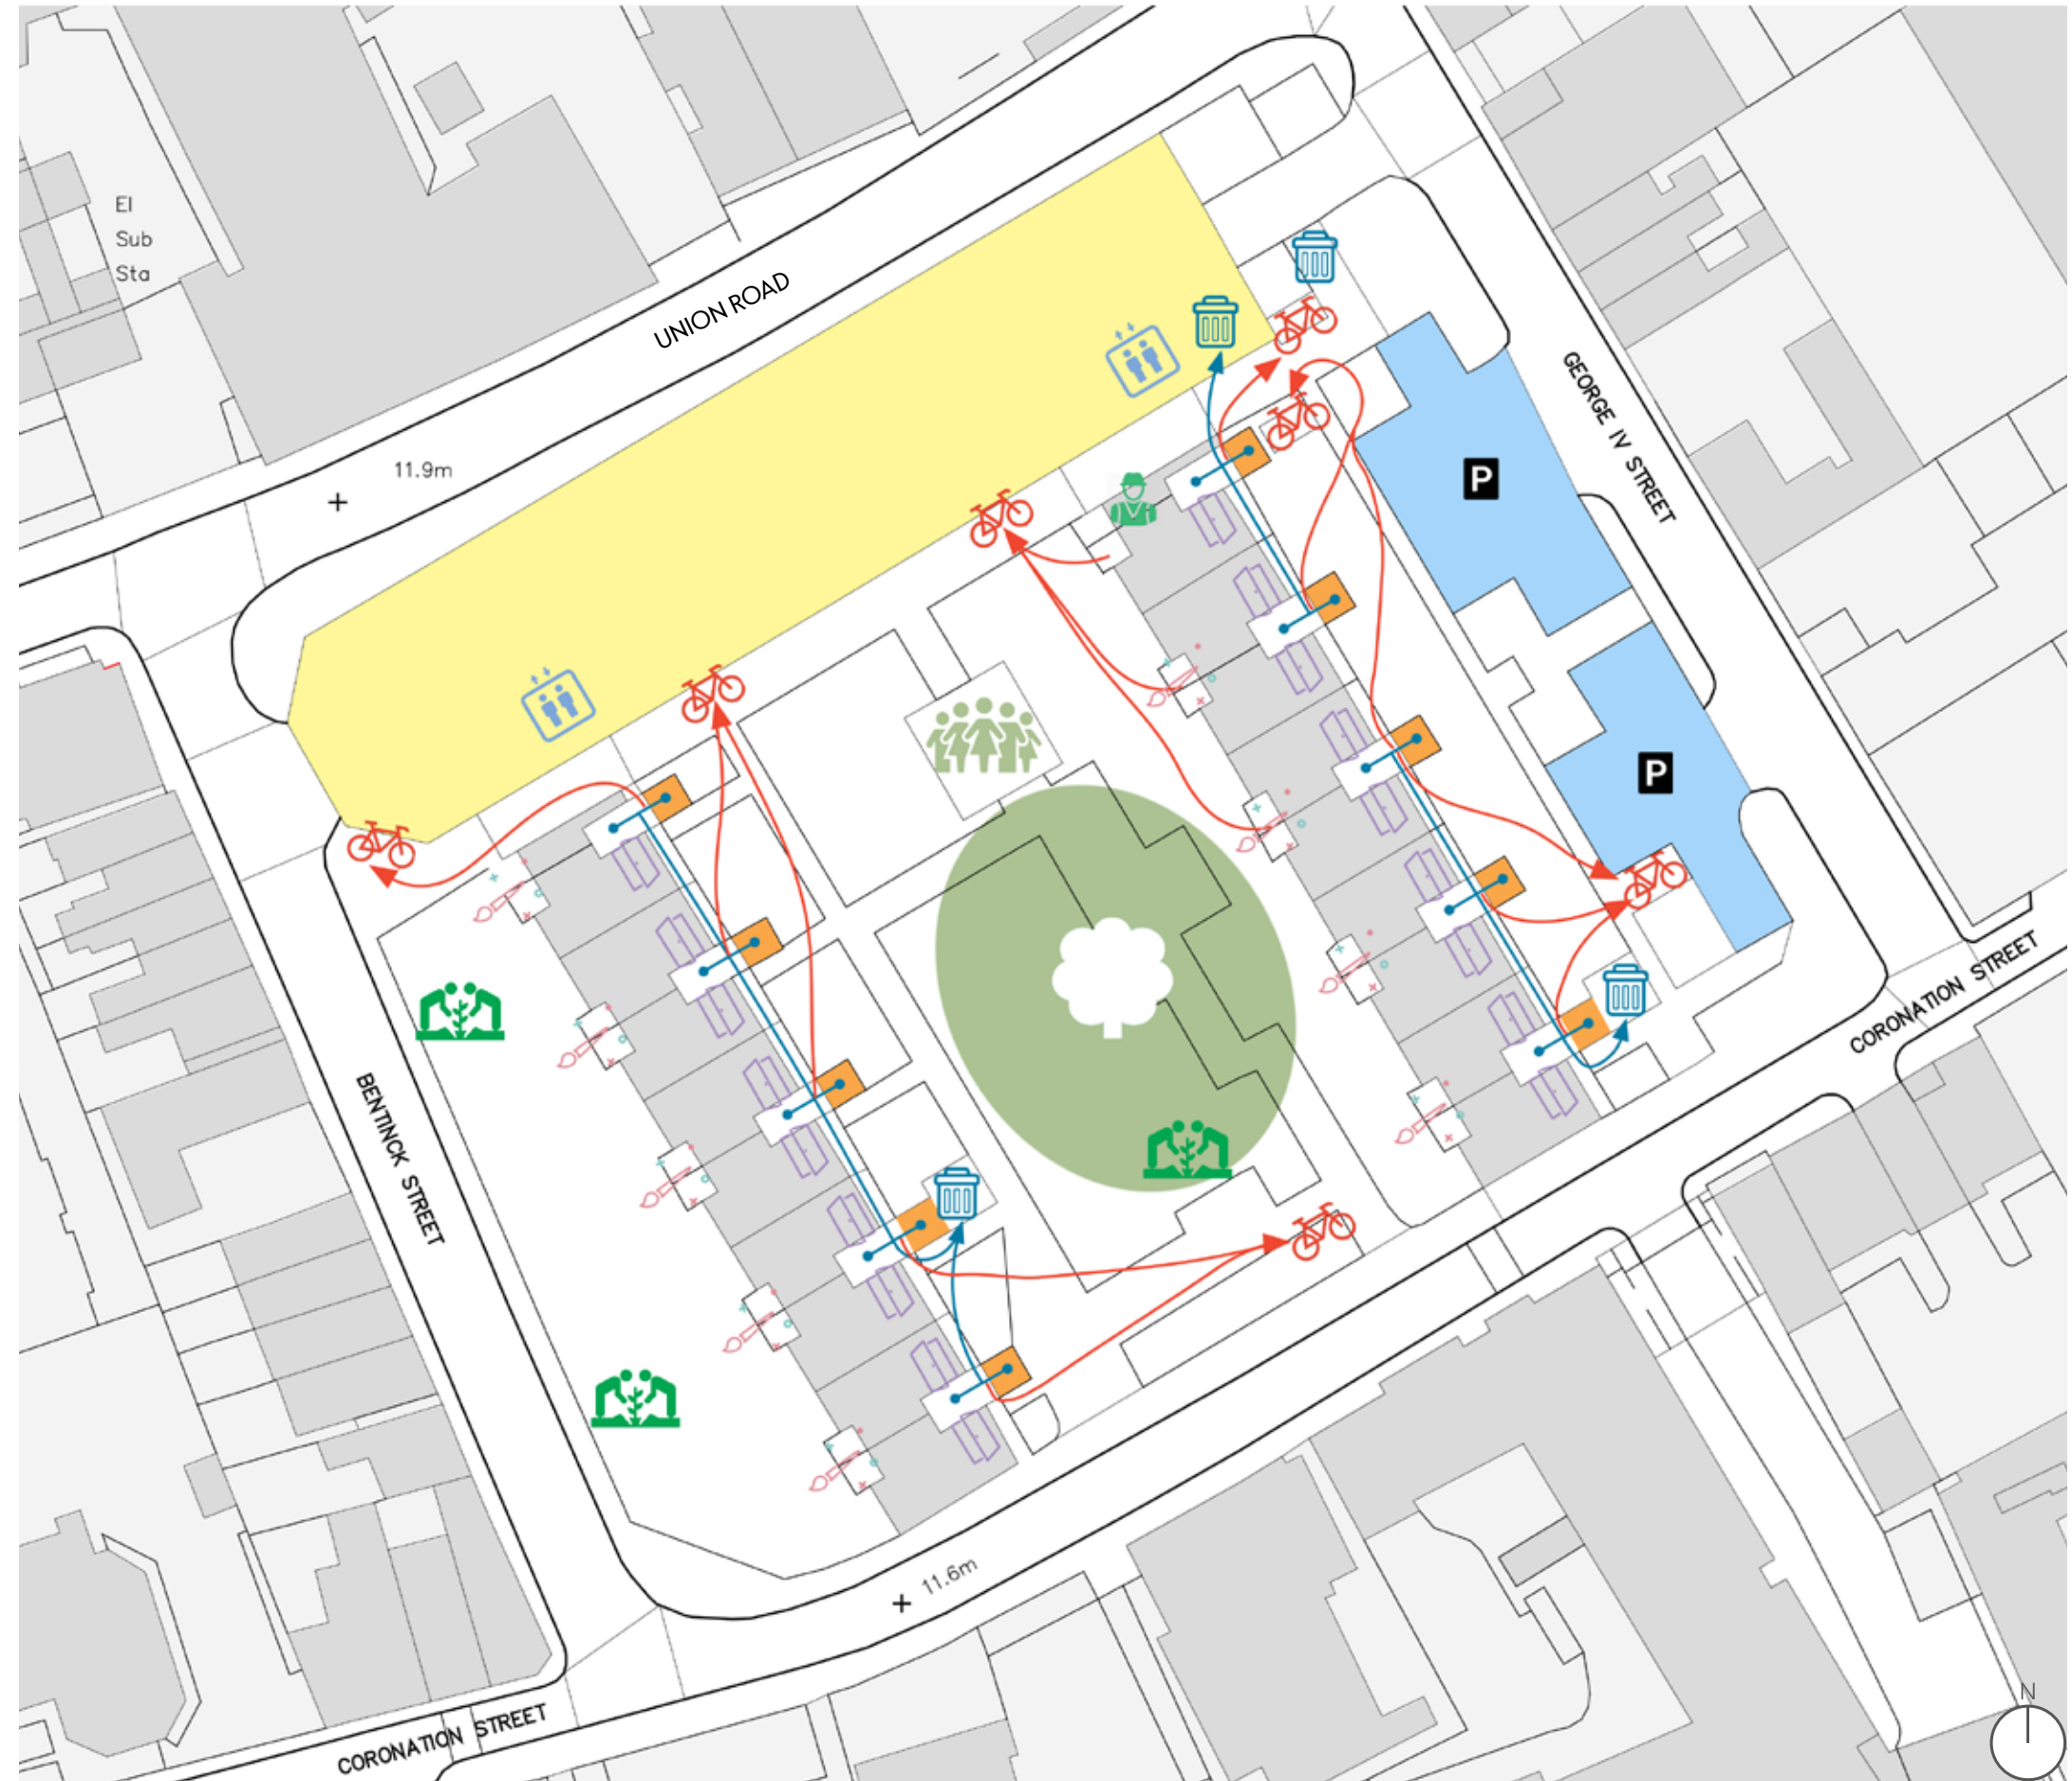 El
Sub
Sta
UNION ROAD
11.9m
P
GEORGE IV STREET
P
CORONATION STREET
BENTINCK STREET
11.6m
CORONATION STREET
N